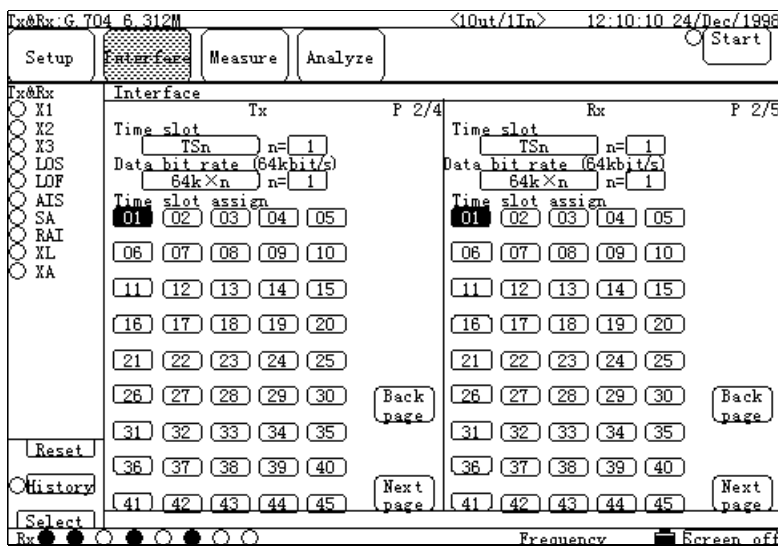 Tx&Rx:G.704 6.312M <1Out/1In> 12:10:10 24/Dec/1998
Setup Interface Measure Analyze Start
Tx&Rx
X1
X2
X3
LOS
LOF
AIS
SA
RAI
XL
XA
Reset
History
Select
Interface
Tx P 2/4
Time slot
TSn n= 1
Data bit rate (64kbit/s)
64k×n n= 1
Time slot assign
01 02 03 04 05
06 07 08 09 10
11 12 13 14 15
16 17 18 19 20
21 22 23 24 25
26 27 28 29 30
31 32 33 34 35
36 37 38 39 40
41 42 43 44 45
Back page
Next page
Rx P 2/5
Time slot
TSn n= 1
Data bit rate (64kbit/s)
64k×n n= 1
Time slot assign
01 02 03 04 05
06 07 08 09 10
11 12 13 14 15
16 17 18 19 20
21 22 23 24 25
26 27 28 29 30
31 32 33 34 35
36 37 38 39 40
41 42 43 44 45
Back page
Next page
Rx Frequency Screen off